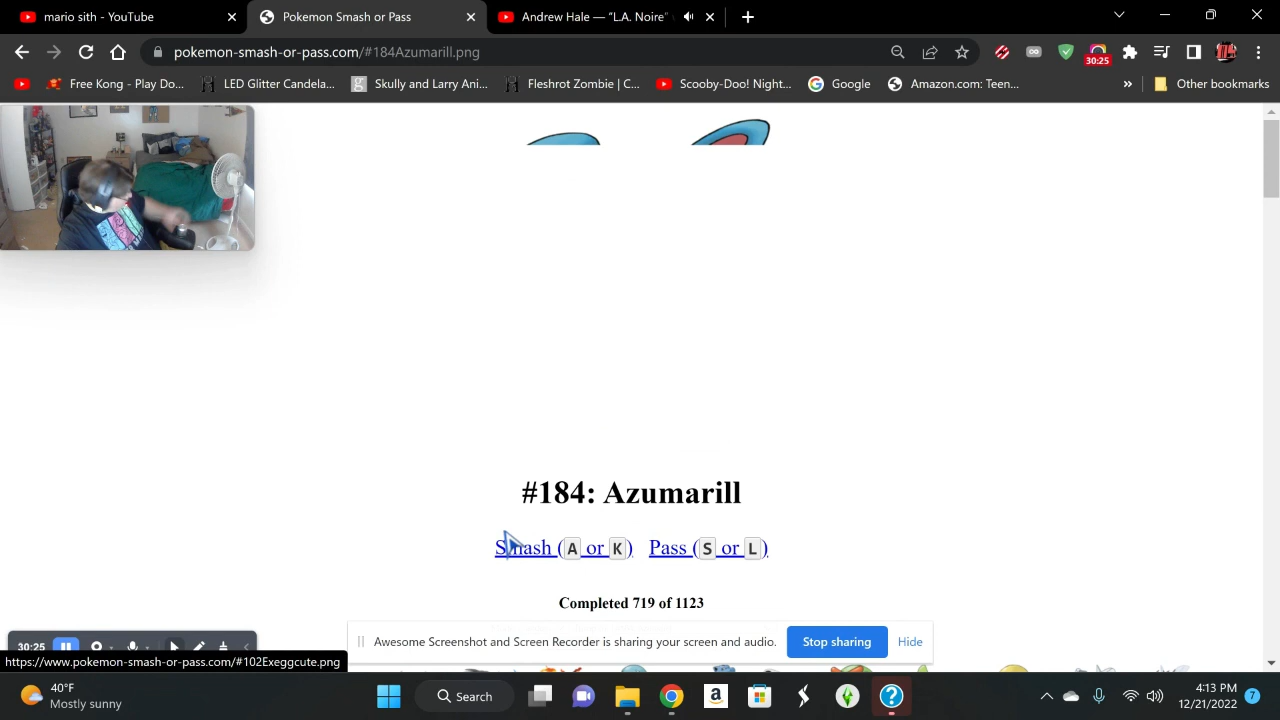 mario sith - YouTube
Pokemon Smash or Pass
Andrew Hale — “L.A. Noire”
pokemon-smash-or-pass.com/#184Azumarill.png
30:25
Free Kong - Play Do...
LED Glitter Candela...
Skully and Larry Ani...
Fleshrot Zombie | C...
Scooby-Doo! Night...
Google
Amazon.com: Teen...
»
Other bookmarks
#184: Azumarill
Smash (A or K) Pass (S or L)
Completed 719 of 1123
30:25
Awesome Screenshot and Screen Recorder is sharing your screen and audio.
Stop sharing
Hide
https://www.pokemon-smash-or-pass.com/#102Exeggcute.png
40°F
Mostly sunny
Search
4:13 PM
12/21/2022
7